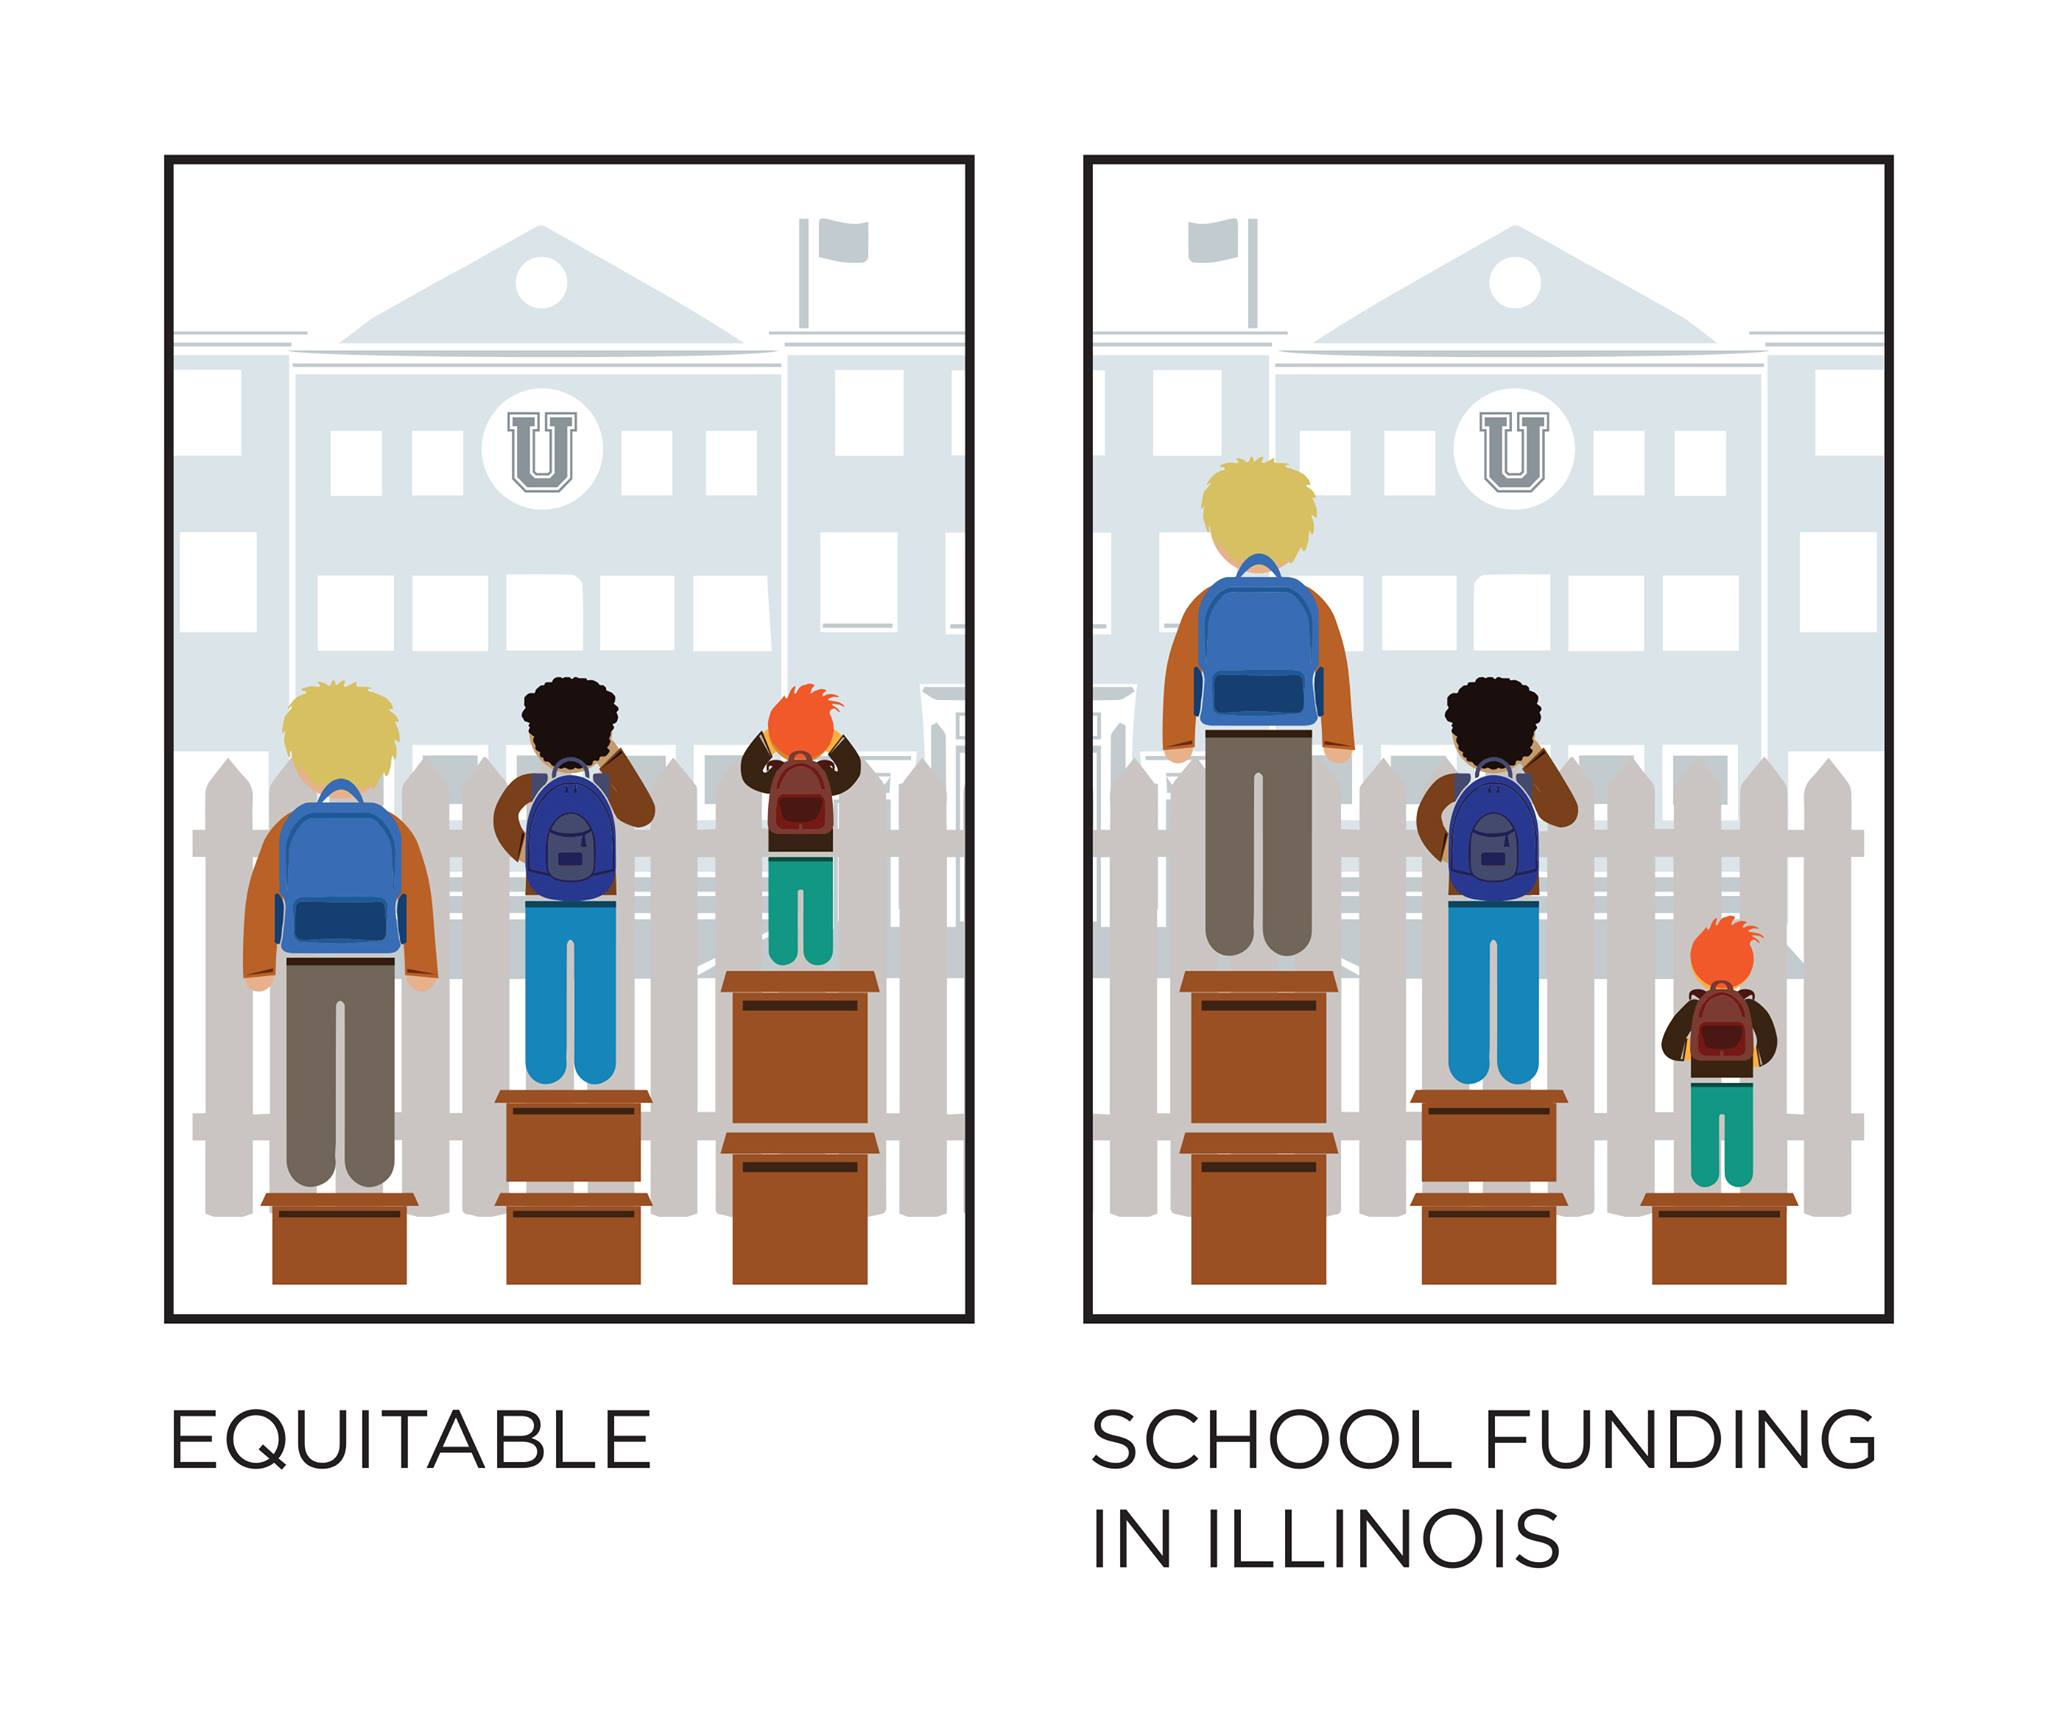 U
U
EQUITABLE
SCHOOL FUNDING
IN ILLINOIS